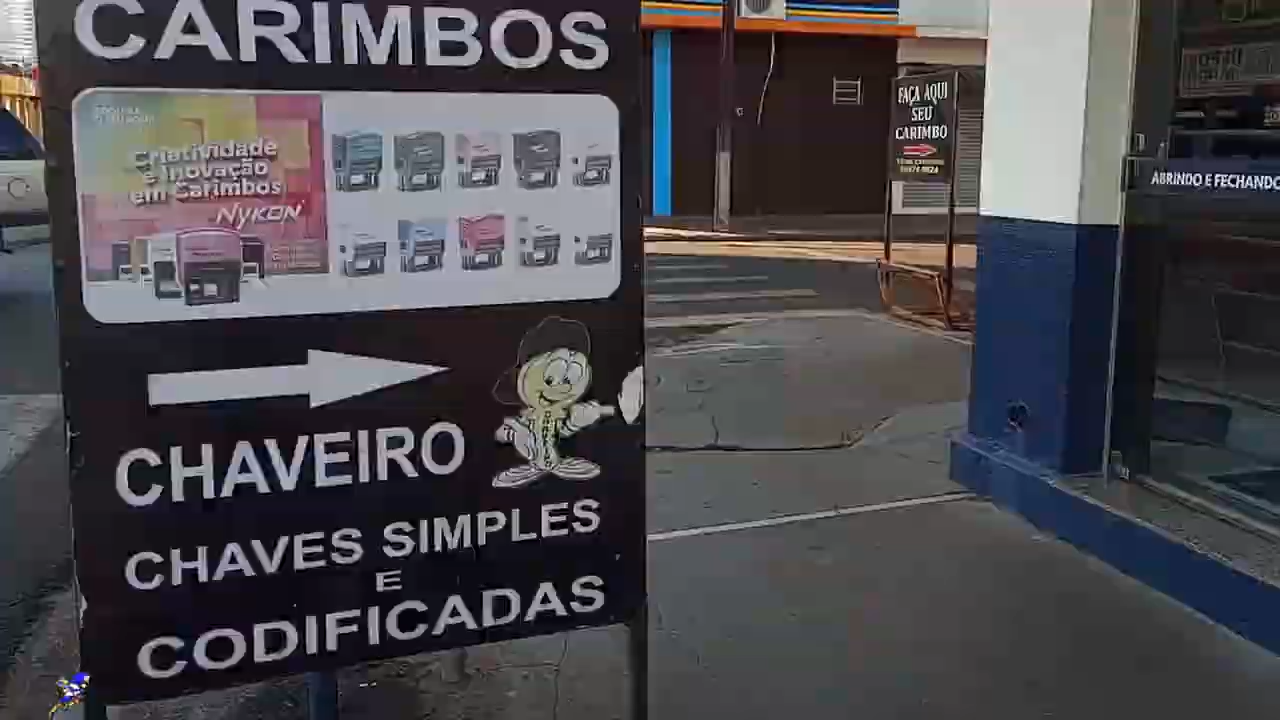 CARIMBOS
Criatividade
e Inovação
em Carimbos
NYKON
CHAVEIRO
CHAVES SIMPLES
E
CODIFICADAS
FAÇA AQUI
SEU
CARIMBO
ABRINDO E FECHANDO